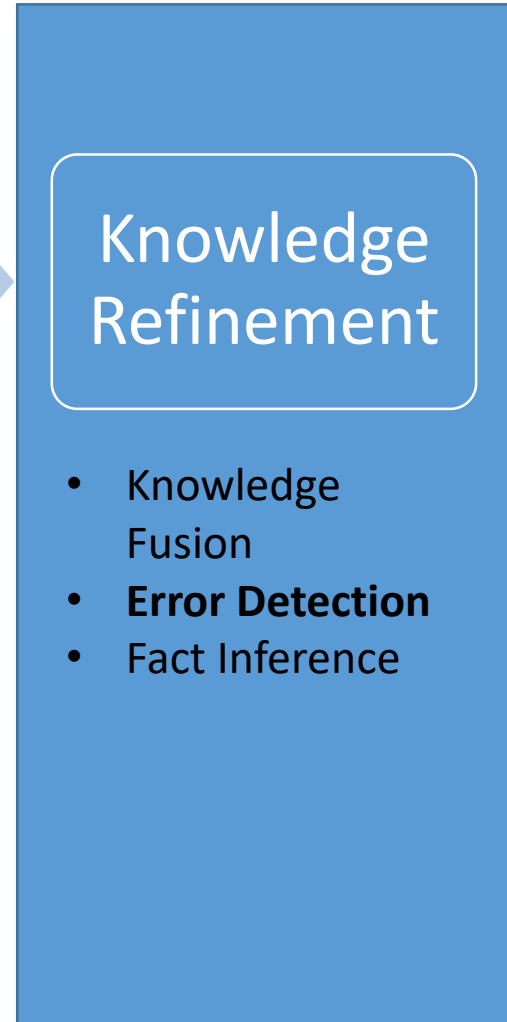 Knowledge
Refinement
• Knowledge
Fusion
• Error Detection
• Fact Inference